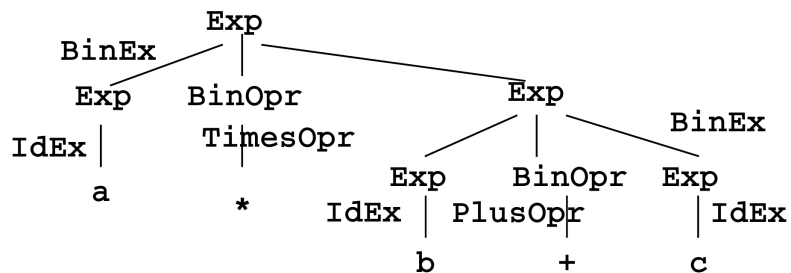 Exp
BinEx
Exp BinOpr Exp
BinEx
IdEx TimesOpr
a * Exp BinOpr Exp
IdEx PlusOpr IdEx
b + c